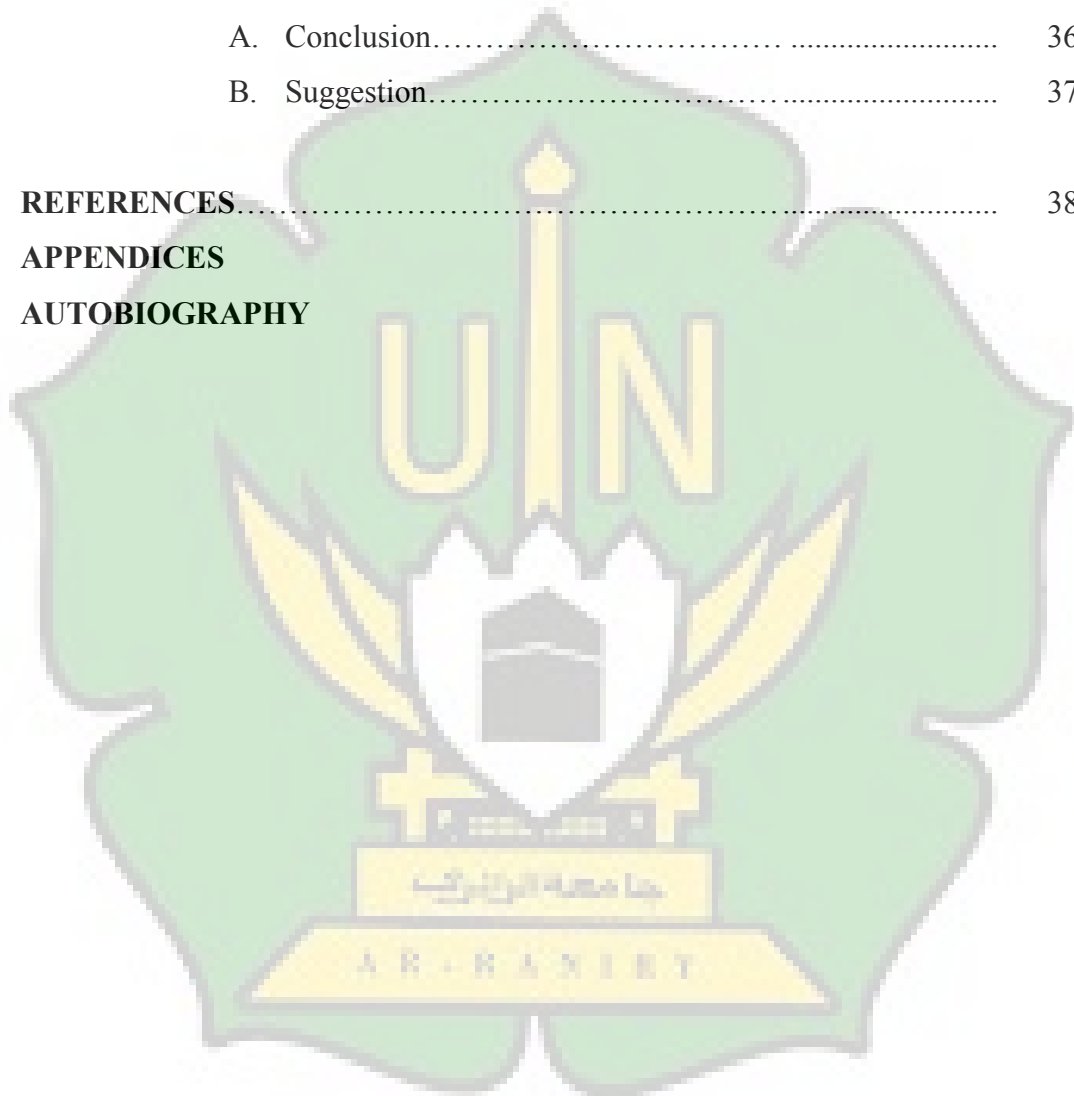 A. Conclusion………………………… .......................... 36
B. Suggestion………………………… .......................... 37
REFERENCES………………………………………… .......................... 38
APPENDICES
AUTOBIOGRAPHY
UIN
AR-RANIRY